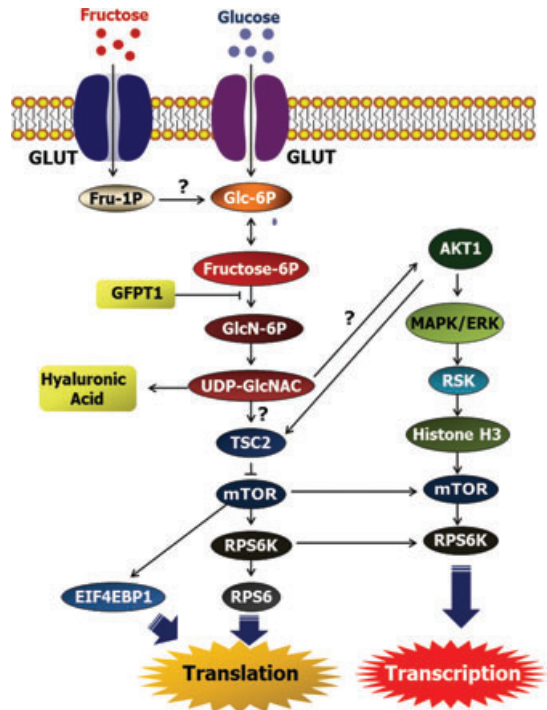 Fructose
Glucose
GLUT
GLUT
Fru-1P
?
Glc-6P
Fructose-6P
AKT1
GFPT1
?
MAPK/ERK
GlcN-6P
Hyaluronic
Acid
UDP-GlcNAC
RSK
?
TSC2
Histone H3
mTOR
mTOR
RPS6K
RPS6K
EIF4EBP1
RPS6
Translation
Transcription